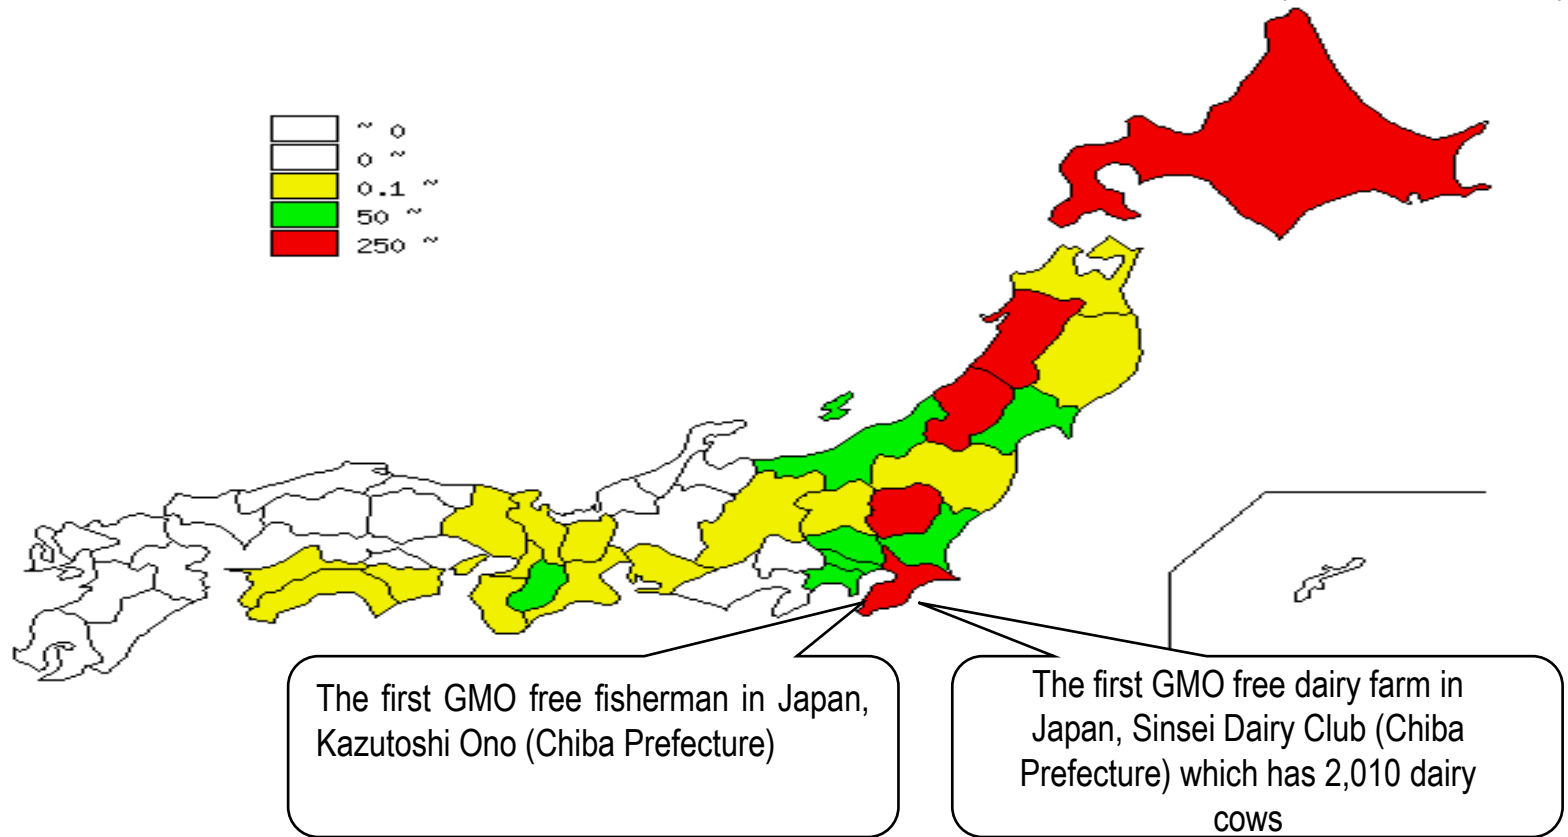 ~ 0
0 ~
0.1 ~
50 ~
250 ~
The first GMO free fisherman in Japan,
Kazutoshi Ono (Chiba Prefecture)
The first GMO free dairy farm in
Japan, Sinsei Dairy Club (Chiba
Prefecture) which has 2,010 dairy
cows